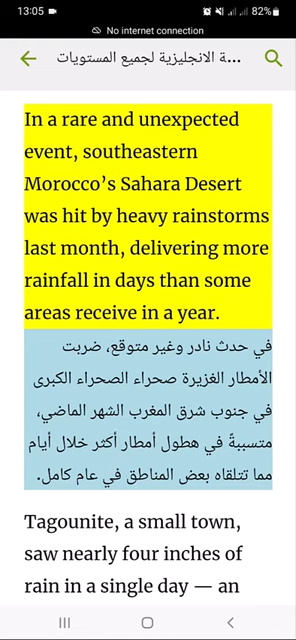 13:05
82%
No internet connection
...ة الانجليزية لجميع المستويات
In a rare and unexpected
event, southeastern
Morocco’s Sahara Desert
was hit by heavy rainstorms
last month, delivering more
rainfall in days than some
areas receive in a year.
في حدث نادر وغير متوقع، ضربت
الأمطار الغزيرة صحراء الصحراء الكبرى
في جنوب شرق المغرب الشهر الماضي،
متسببةً في هطول أمطار أكثر خلال أيام
مما تتلقاه بعض المناطق في عام كامل.
Tagounite, a small town,
saw nearly four inches of
rain in a single day — an